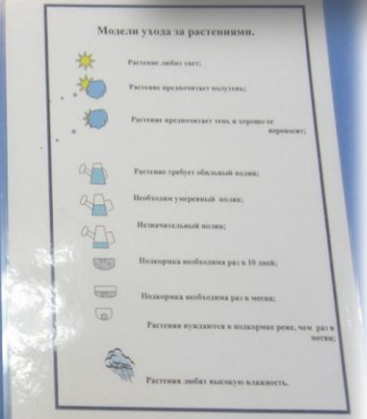 Модели ухода за растениями.
Растение любит свет;
Растение предпочитает полутень;
Растение предпочитает тень и хорошо ее
переносит;
Растение требует обильный полив;
Необходим умеренный полив;
Незначительный полив;
Подкормка необходима раз в 10 дней;
Подкормка необходима раз в месяц;
Растения нуждаются в подкормке реже, чем раз в
месяц;
Растения любят высокую влажность.